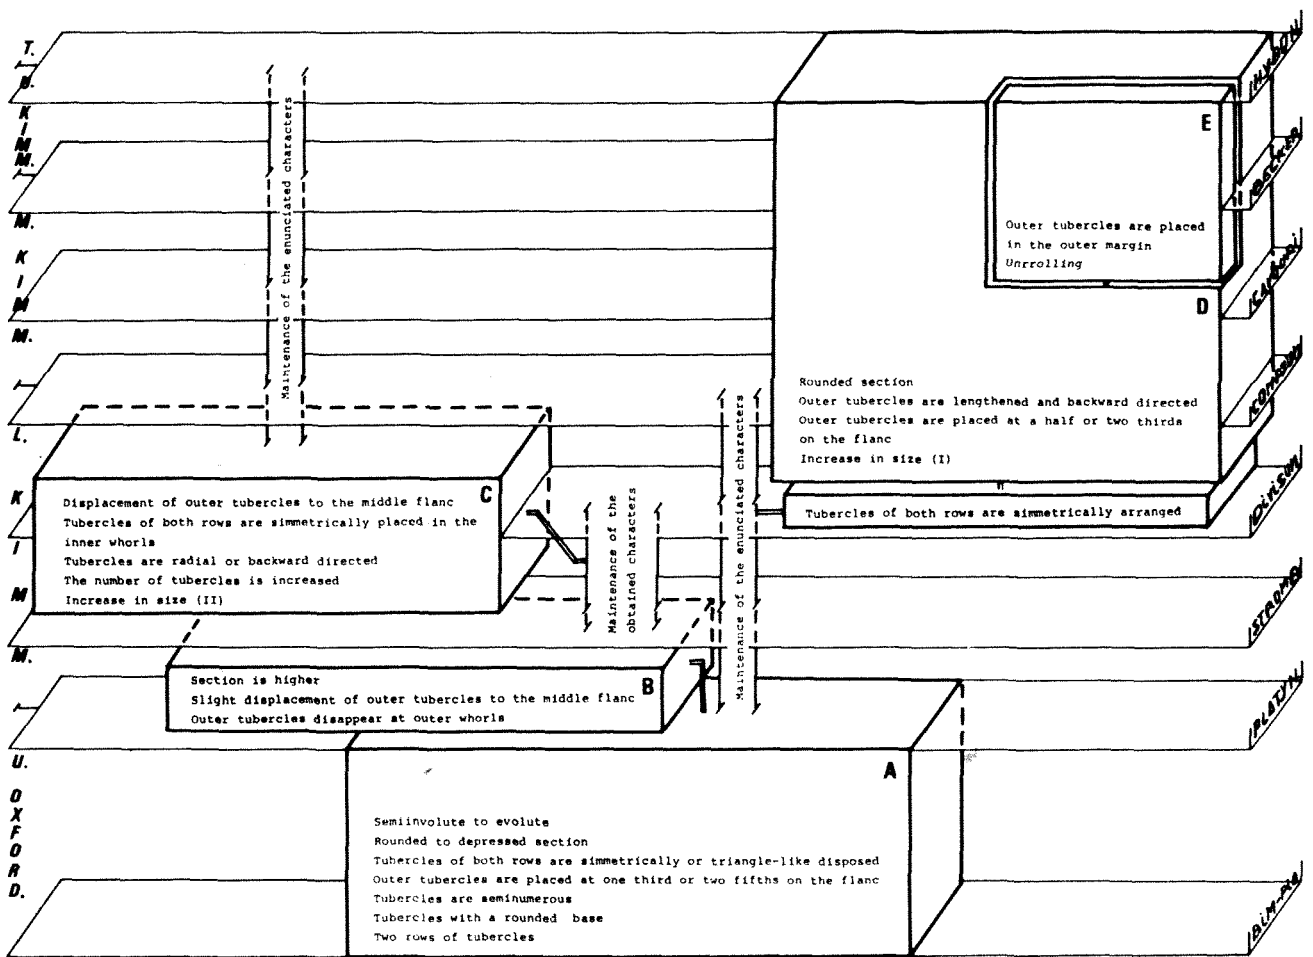 T.
U.
K
I
M
M.
M.
K
I
M
M.
L.
K
I
M
M.
U.
O
X
F
O
R
D.
Maintenance of the enunciated characters
E
Outer tubercles are placed
in the outer margin
Unrrolling
D
Rounded section
Outer tubercles are lengthened and backward directed
Outer tubercles are placed at a half or two thirds
on the flanc
Increase in size (I)
Tubercles of both rows are simmetrically arranged
C
Displacement of outer tubercles to the middle flanc
Tubercles of both rows are simmetrically placed in the
inner whorls
Tubercles are radial or backward directed
The number of tubercles is increased
Increase in size (II)
Maintenance of the
obtained characters
Maintenance of the enunciated characters
B
Section is higher
Slight displacement of outer tubercles to the middle flanc
Outer tubercles disappear at outer whorls
A
Semiinvolute to evolute
Rounded to depressed section
Tubercles of both rows are simmetrically or triangle-like disposed
Outer tubercles are placed at one third or two fifths on the flanc
Tubercles are seminumerous
Tubercles with a rounded base
Two rows of tubercles
HYBON
BECKER
Divison
STROMB
PLATYN